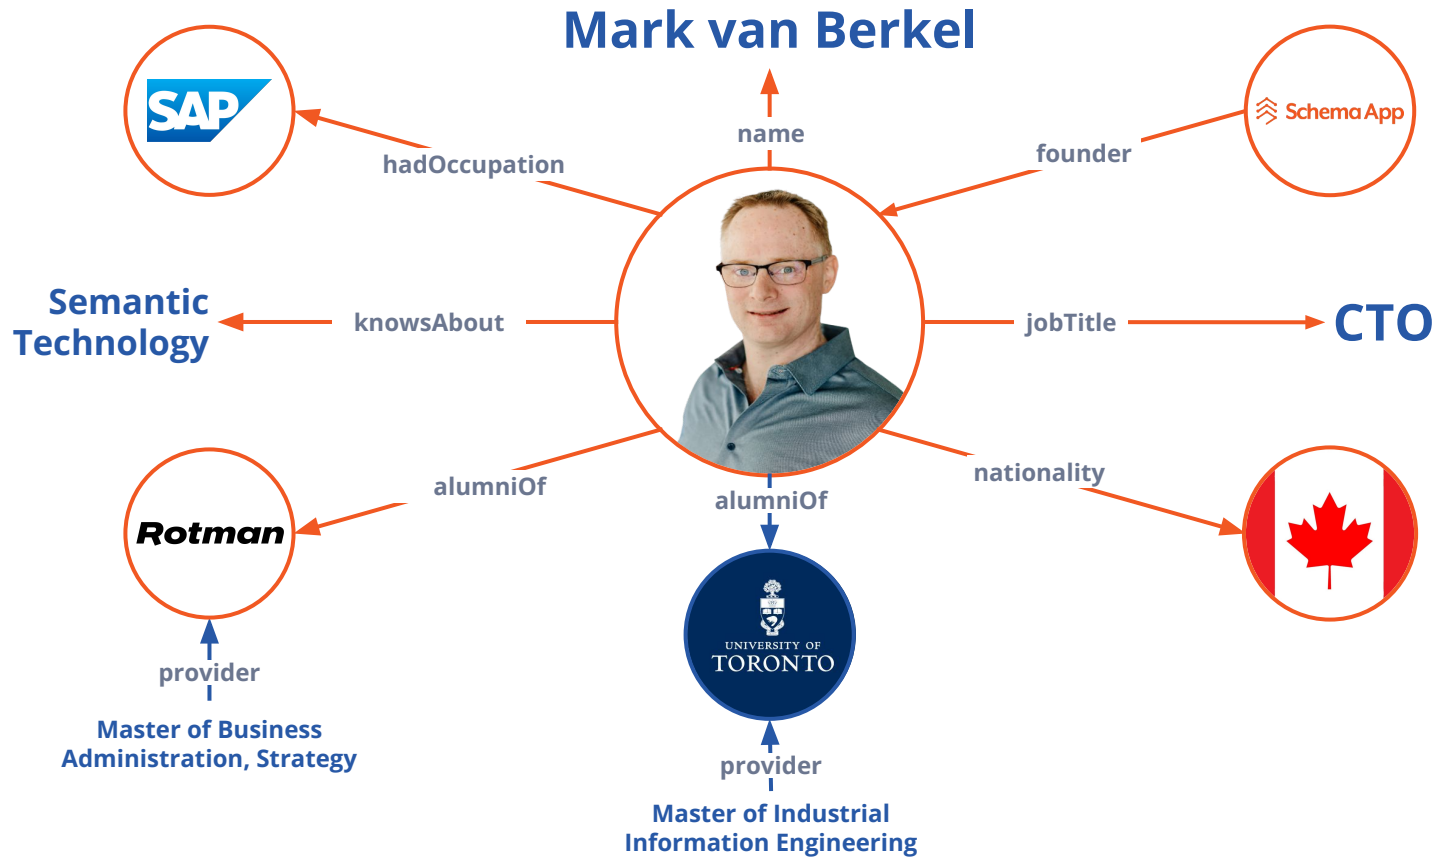 Mark van Berkel
SAP
Schema App
name
founder
hadOccupation
Semantic
Technology
knowsAbout
jobTitle
CTO
alumniOf
alumniOf
nationality
Rotman
UNIVERSITY OF
TORONTO
provider
Master of Business
Administration, Strategy
provider
Master of Industrial
Information Engineering